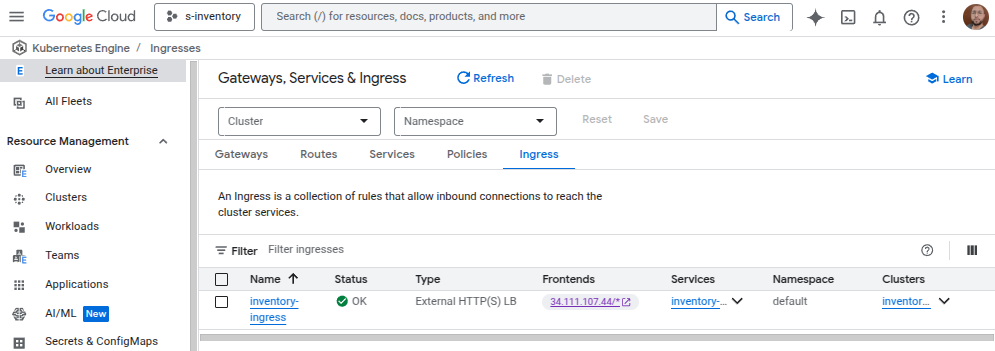 Google Cloud
s-inventory
Search (/) for resources, docs, products, and more
Search
Kubernetes Engine / Ingresses
E Learn about Enterprise
All Fleets
Resource Management
Overview
Clusters
Workloads
Teams
Applications
AI/ML New
Secrets & ConfigMaps
Gateways, Services & Ingress
Refresh
Delete
Learn
Cluster
Namespace
Reset
Save
Gateways Routes Services Policies Ingress
An Ingress is a collection of rules that allow inbound connections to reach the
cluster services.
Filter Filter ingresses
Name Status Type Frontends Services Namespace Clusters
inventory- OK External HTTP(S) LB 34.111.107.44/* inventory-... default inventor...
ingress